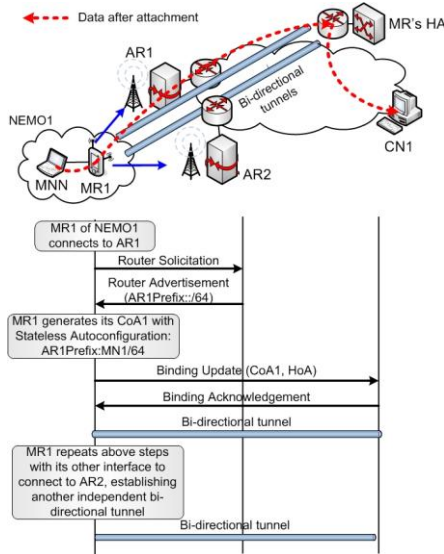 Data after attachment
MR's HA
AR1
Bi-directional
tunnels
NEMO1
CN1
MNN
MR1
AR2
MR1 of NEMO1
connects to AR1
Router Solicitation
Router Advertisement
(AR1Prefix::/64)
MR1 generates its CoA1 with
Stateless Autoconfiguration:
AR1Prefix:MN1/64
Binding Update (CoA1, HoA)
Binding Acknowledgement
Bi-directional tunnel
MR1 repeats above steps
with its other interface to
connect to AR2, establishing
another independent bi-
directional tunnel
Bi-directional tunnel